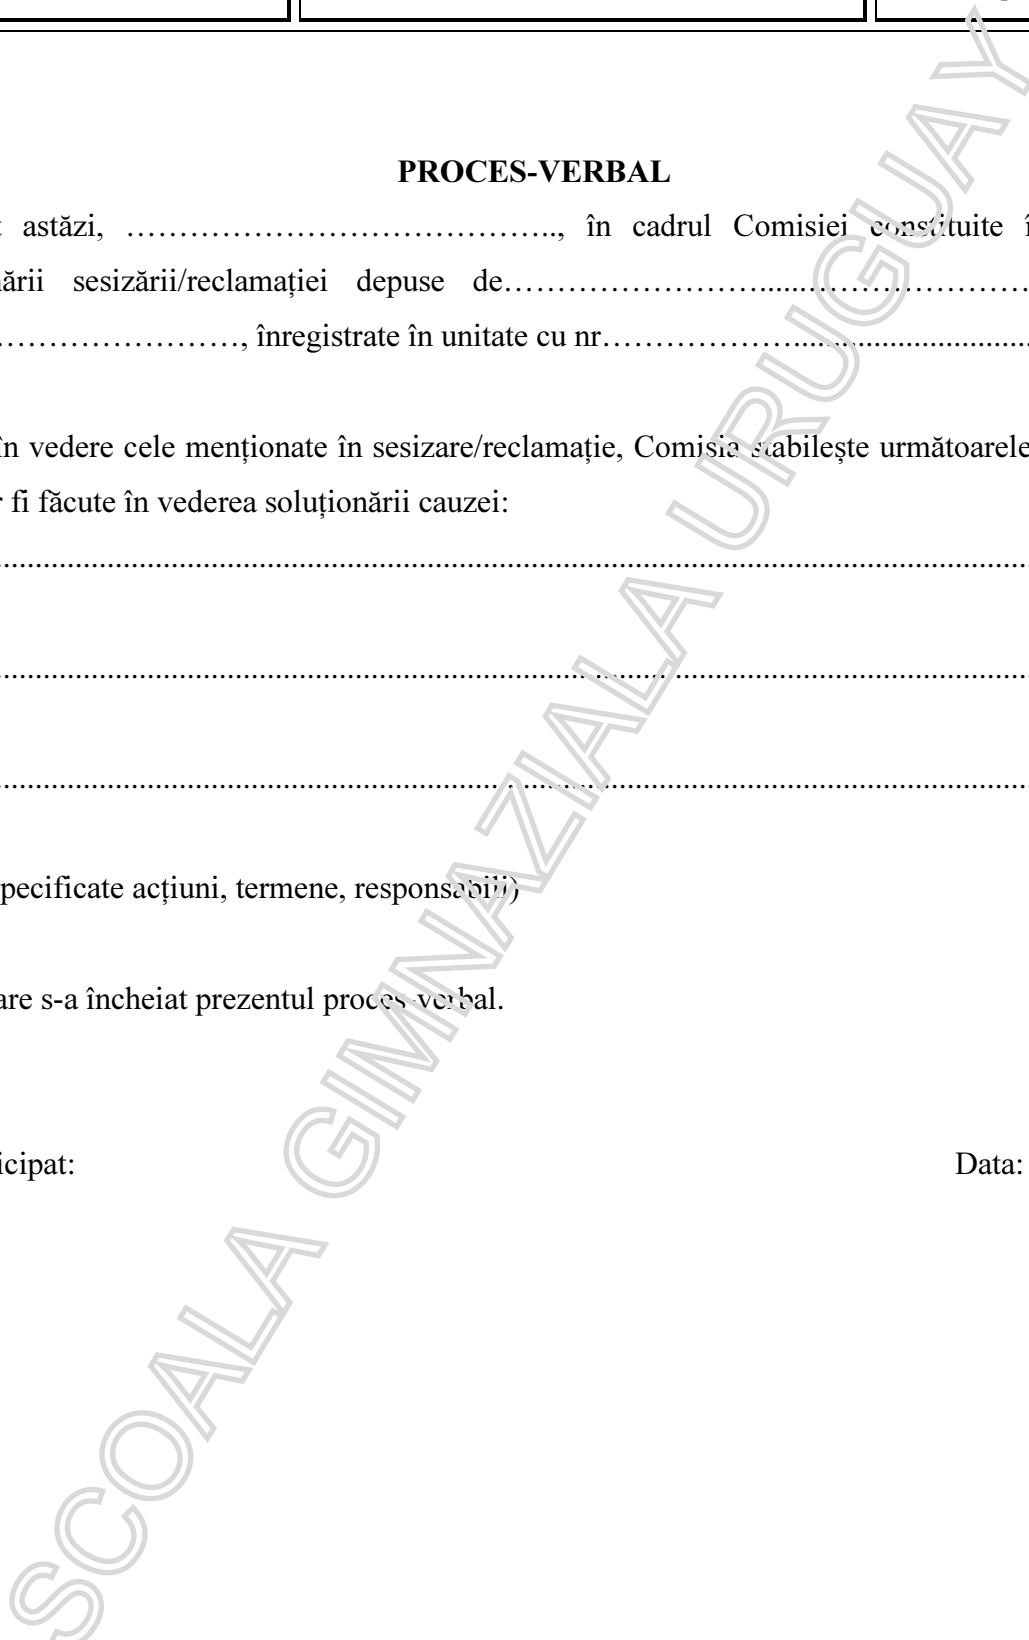 PROCES-VERBAL
astăzi, ………………………………….., în cadrul Comisiei constituite
sesizării/reclamației depuse de……………………......…………………
…………………, înregistrate în unitate cu nr………………..............................
în vedere cele menționate în sesizare/reclamație, Comisia stabilește următoarele
fi făcute în vederea soluționării cauzei:
................................................................................................................................
................................................................................................................................
................................................................................................................................
pecificate acțiuni, termene, responsabili)
are s-a încheiat prezentul proces-verbal.
icipat: Data:
SCOALA GIMNAZIALA URUGUAY